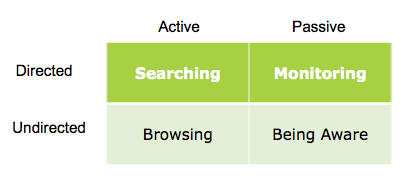 Active Passive
Directed Searching Monitoring
Undirected Browsing Being Aware